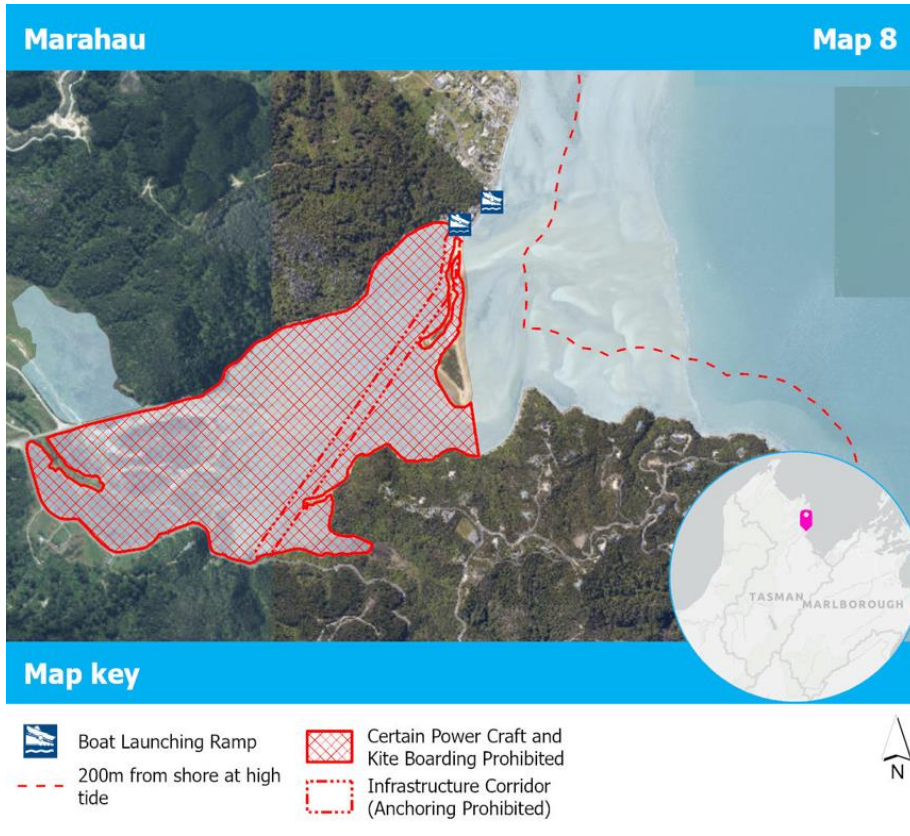 Marahau
Map 8
TASMAN
MARLBOROUGH
Map key
Boat Launching Ramp
200m from shore at high
tide
Certain Power Craft and
Kite Boarding Prohibited
Infrastructure Corridor
(Anchoring Prohibited)
N